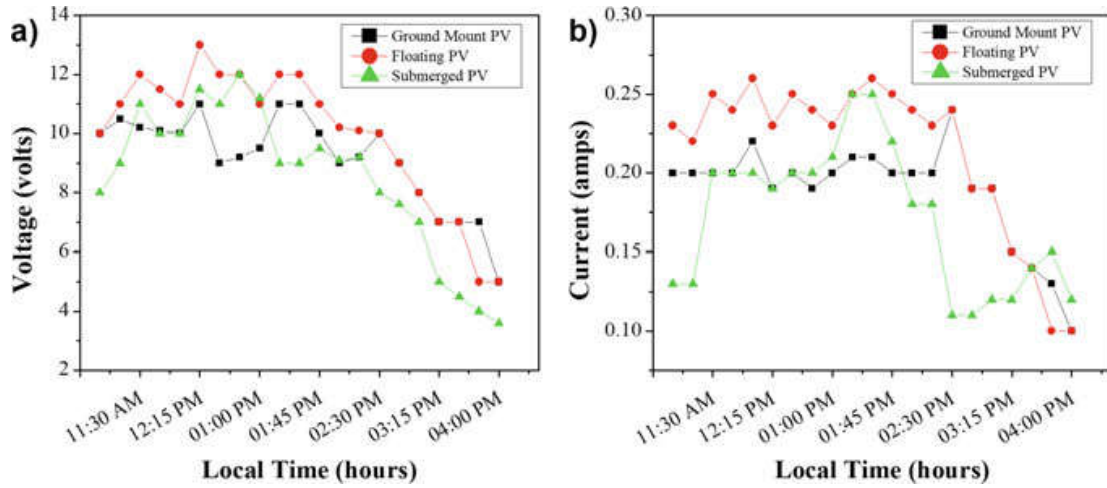 a)
14
12
10
8
6
4
2
Voltage (volts)
Ground Mount PV
Floating PV
Submerged PV
11:30 AM
12:15 PM
01:00 PM
01:45 PM
02:30 PM
03:15 PM
04:00 PM
Local Time (hours)
b)
0.30
0.25
0.20
0.15
0.10
Current (amps)
Ground Mount PV
Floating PV
Submerged PV
11:30 AM
12:15 PM
01:00 PM
01:45 PM
02:30 PM
03:15 PM
04:00 PM
Local Time (hours)